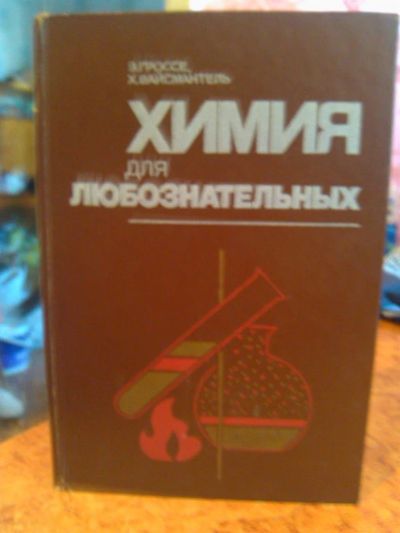 Э.ГРОССЕ,
Х.ВАЙСМАНТЕЛЬ
ХИМИЯ
ДЛЯ
ЛЮБОЗНАТЕЛЬНЫХ